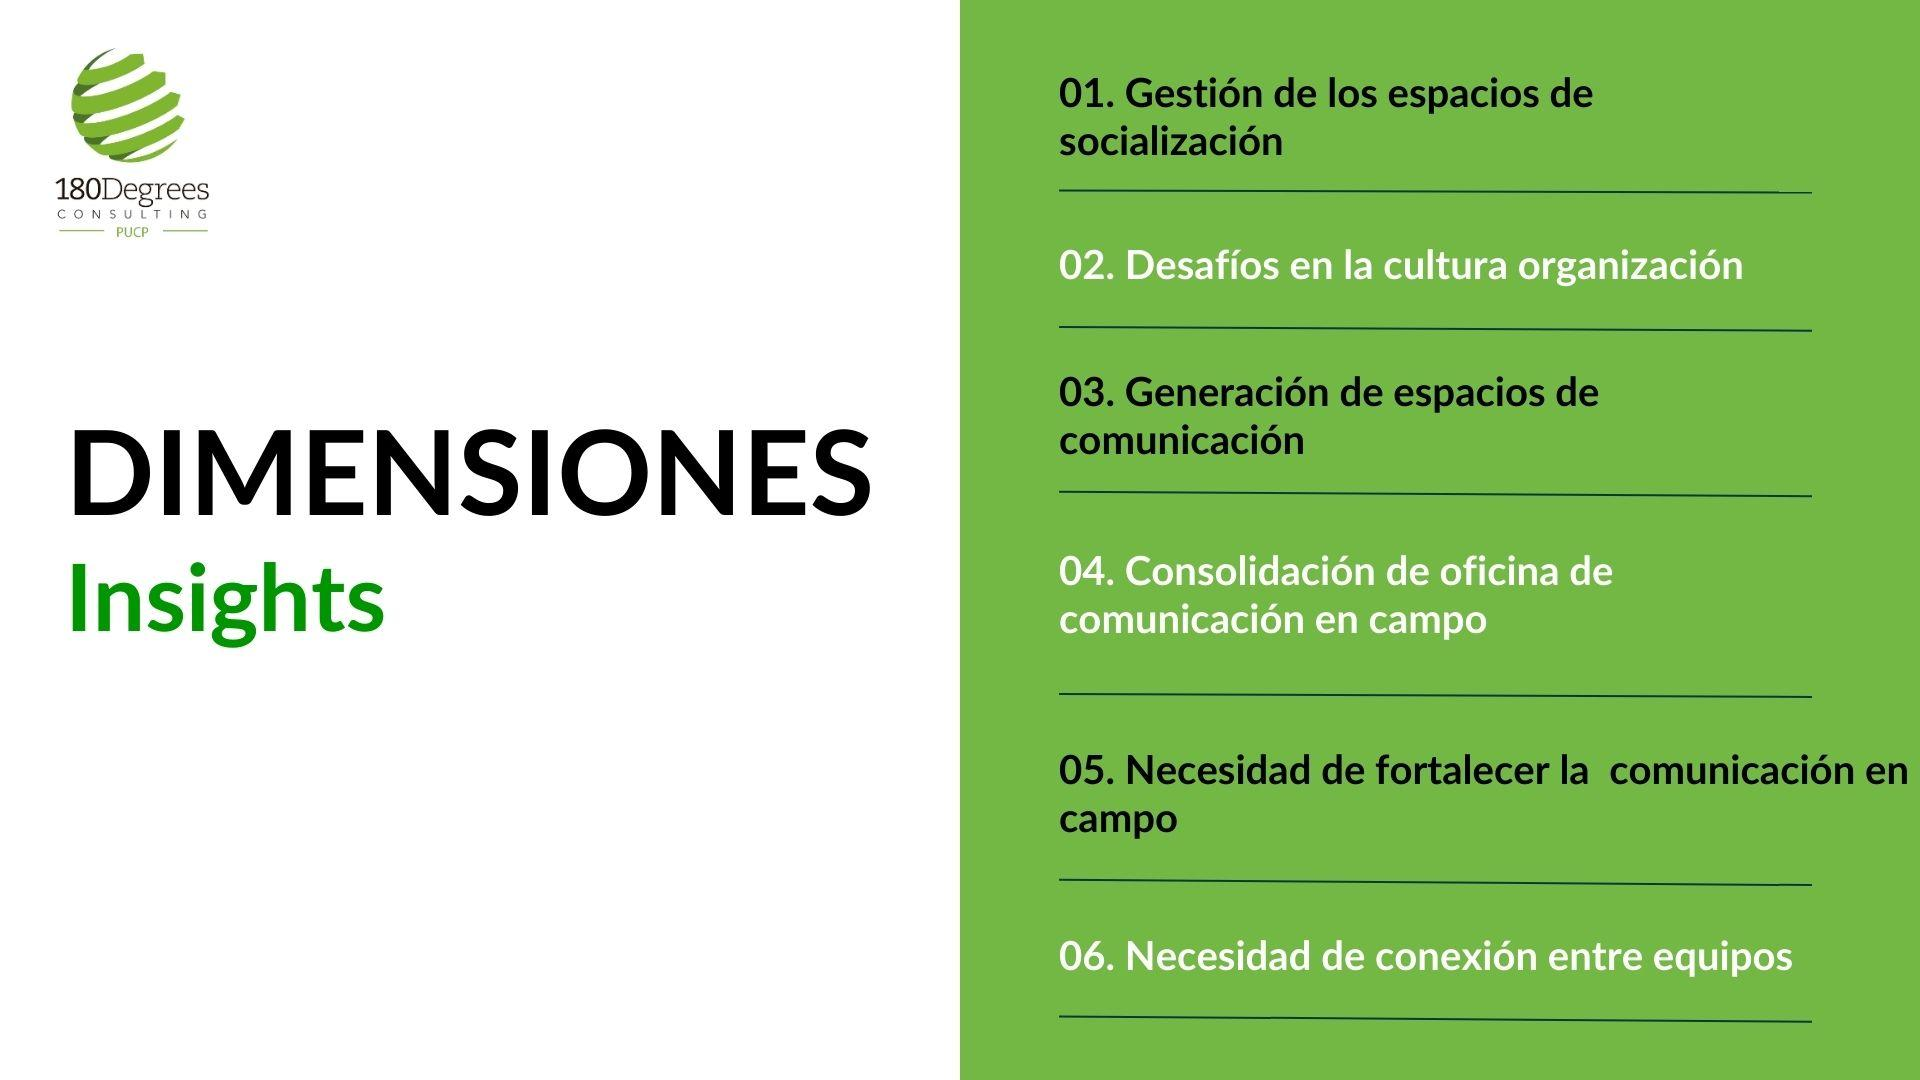 180Degrees
CONSULTING
PUCP
DIMENSIONES
Insights
01. Gestión de los espacios de
socialización
02. Desafíos en la cultura organización
03. Generación de espacios de
comunicación
04. Consolidación de oficina de
comunicación en campo
05. Necesidad de fortalecer la  comunicación en
campo
06. Necesidad de conexión entre equipos